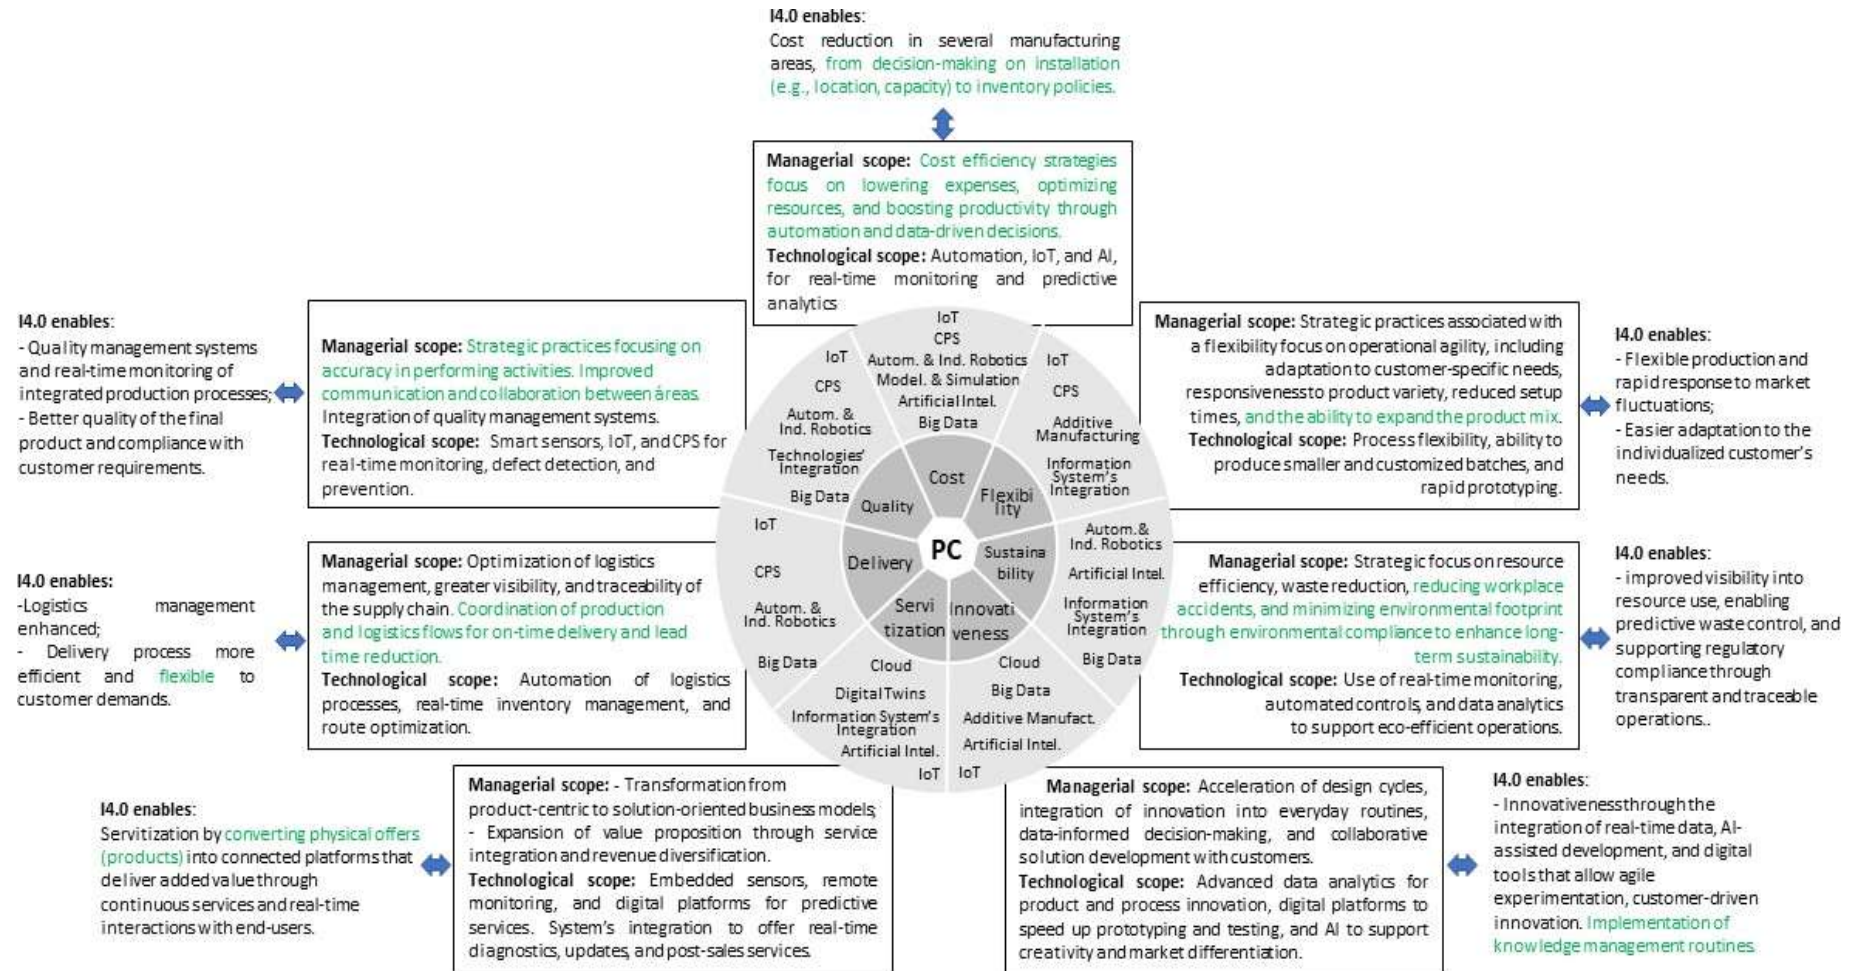 I4.0 enables:
Cost reduction in several manufacturing
areas, from decision-making on installation
(e.g., location, capacity) to inventory policies.
Managerial scope: Cost efficiency strategies
focus on lowering expenses, optimizing
resources, and boosting productivity through
automation and data-driven decisions.
Technological scope: Automation, IoT, and AI,
for real-time monitoring and predictive
analytics
I4.0 enables:
- Quality management systems
and real-time monitoring of
integrated production processes;
- Better quality of the final
product and compliance with
customer requirements.
Managerial scope: Strategic practices focusing on
accuracy in performing activities. Improved
communication and collaboration between áreas.
Integration of quality management systems.
Technological scope: Smart sensors, IoT, and CPS for
real-time monitoring, defect detection, and
prevention.
Managerial scope: Strategic practices associated with
a flexibility focus on operational agility, including
adaptation to customer-specific needs,
responsiveness to product variety, reduced setup
times, and the ability to expand the product mix.
Technological scope: Process flexibility, ability to
produce smaller and customized batches, and
rapid prototyping.
I4.0 enables:
- Flexible production and
rapid response to market
fluctuations;
- Easier adaptation to the
individualized customer's
needs.
I4.0 enables:
-Logistics management
enhanced;
- Delivery process more
efficient and flexible to
customer demands.
Managerial scope: Optimization of logistics
management, greater visibility, and traceability of
the supply chain. Coordination of production
and logistics flows for on-time delivery and lead
time reduction.
Technological scope: Automation of logistics
processes, real-time inventory management, and
route optimization.
Managerial scope: Strategic focus on resource
efficiency, waste reduction, reducing workplace
accidents, and minimizing environmental footprint
through environmental compliance to enhance long-
term sustainability.
Technological scope: Use of real-time monitoring,
automated controls, and data analytics
to support eco-efficient operations.
I4.0 enables:
- improved visibility into
resource use, enabling
predictive waste control, and
supporting regulatory
compliance through
transparent and traceable
operations..
I4.0 enables:
Servitization by converting physical offers
(products) into connected platforms that
deliver added value through
continuous services and real-time
interactions with end-users.
Managerial scope: - Transformation from
product-centric to solution-oriented business models;
- Expansion of value proposition through service
integration and revenue diversification.
Technological scope: Embedded sensors, remote
monitoring, and digital platforms for predictive
services. System's integration to offer real-time
diagnostics, updates, and post-sales services.
Managerial scope: Acceleration of design cycles,
integration of innovation into everyday routines,
data-informed decision-making, and collaborative
solution development with customers.
Technological scope: Advanced data analytics for
product and process innovation, digital platforms to
speed up prototyping and testing, and AI to support
creativity and market differentiation.
I4.0 enables:
- Innovativeness through the
integration of real-time data, AI-
assisted development, and digital
tools that allow agile
experimentation, customer-driven
innovation. Implementation of
knowledge management routines.
PC
Cost
IoT
CPS
Autom. & Ind. Robotics
Model. & Simulation
Artificial Intel.
Big Data
Flexibi
lity
IoT
CPS
Additive
Manufacturing
Information
System's
Integration
Sustaina
bility
Autom.&
Ind. Robotics
Artificial Intel.
Information
System's
Integration
Big Data
Innovati
veness
Cloud
Big Data
Additive Manufact.
Artificial Intel.
IoT
Servi
tization
Cloud
Digital Twins
Information System's
Integration
Artificial Intel.
IoT
Delivery
IoT
CPS
Autom. &
Ind. Robotics
Big Data
Quality
IoT
CPS
Autom. &
Ind. Robotics
Technologies'
Integration
Big Data